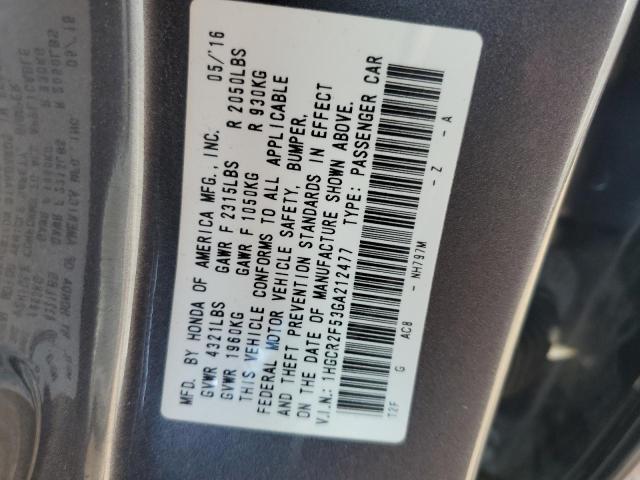 MFD. BY HONDA OF AMERICA MFG., INC. 05/'16
GVWR 4321LBS GAWR F 2315LBS R 2050LBS
GVWR 1960KG GAWR F 1050KG R 930KG
THIS VEHICLE CONFORMS TO ALL APPLICABLE
FEDERAL MOTOR VEHICLE SAFETY, BUMPER,
AND THEFT PREVENTION STANDARDS IN EFFECT
ON THE DATE OF MANUFACTURE SHOWN ABOVE.
V.I.N.: 1HGCR2F53GA212477 TYPE: PASSENGER CAR
T2F G AC8 - NH797M - Z - A